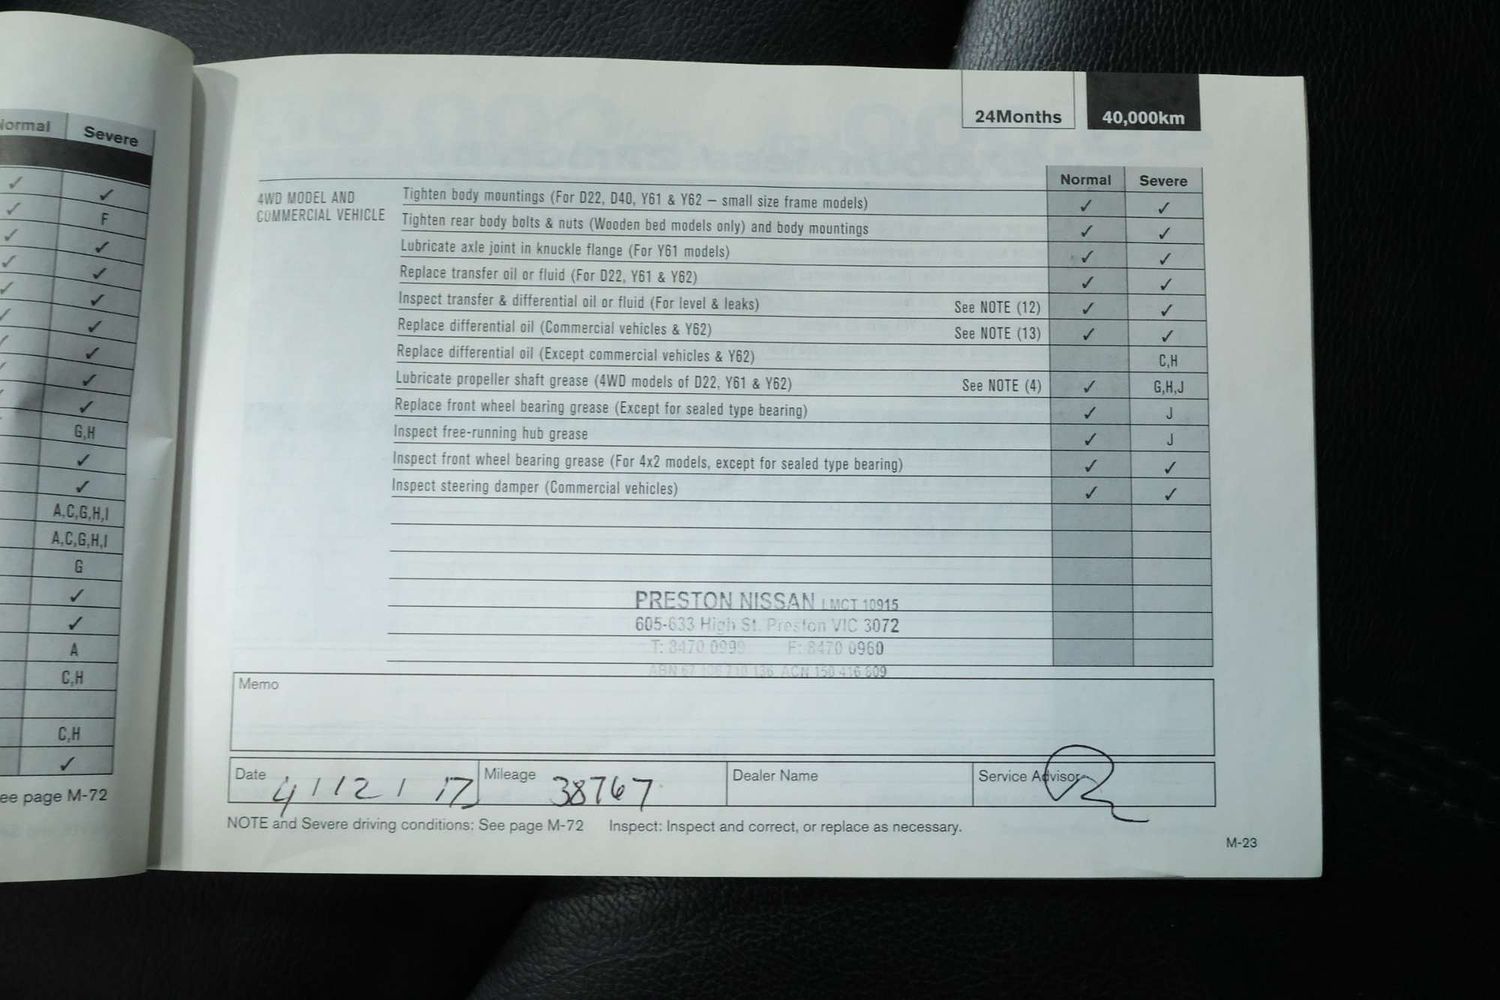 Normal Severe
✓ ✓
✓ F
✓ ✓
✓ ✓
✓ ✓
✓ ✓
✓ ✓
✓ ✓
✓ ✓
G,H
✓
✓
A,C,G,H,I
A,C,G,H,I
G
✓
✓
A
C,H
C,H
✓
ee page M-72
24Months 40,000km
Normal Severe
4WD MODEL AND
COMMERCIAL VEHICLE
Tighten body mountings (For D22, D40, Y61 & Y62 – small size frame models) ✓ ✓
Tighten rear body bolts & nuts (Wooden bed models only) and body mountings ✓ ✓
Lubricate axle joint in knuckle flange (For Y61 models) ✓ ✓
Replace transfer oil or fluid (For D22, Y61 & Y62) ✓ ✓
Inspect transfer & differential oil or fluid (For level & leaks) See NOTE (12) ✓ ✓
Replace differential oil (Commercial vehicles & Y62) See NOTE (13) ✓ ✓
Replace differential oil (Except commercial vehicles & Y62) C,H
Lubricate propeller shaft grease (4WD models of D22, Y61 & Y62) See NOTE (4) ✓ G,H,J
Replace front wheel bearing grease (Except for sealed type bearing) ✓ J
Inspect free-running hub grease ✓ J
Inspect front wheel bearing grease (For 4x2 models, except for sealed type bearing) ✓ ✓
Inspect steering damper (Commercial vehicles) ✓ ✓
PRESTON NISSAN LMCT 10915
605-633 High St. Preston VIC 3072
T: 8470 0999 F: 8470 0960
ACN 150 416 809
Memo
Date 4/12/17 Mileage 38767 Dealer Name Service Advisor
NOTE and Severe driving conditions: See page M-72 Inspect: Inspect and correct, or replace as necessary.
M-23